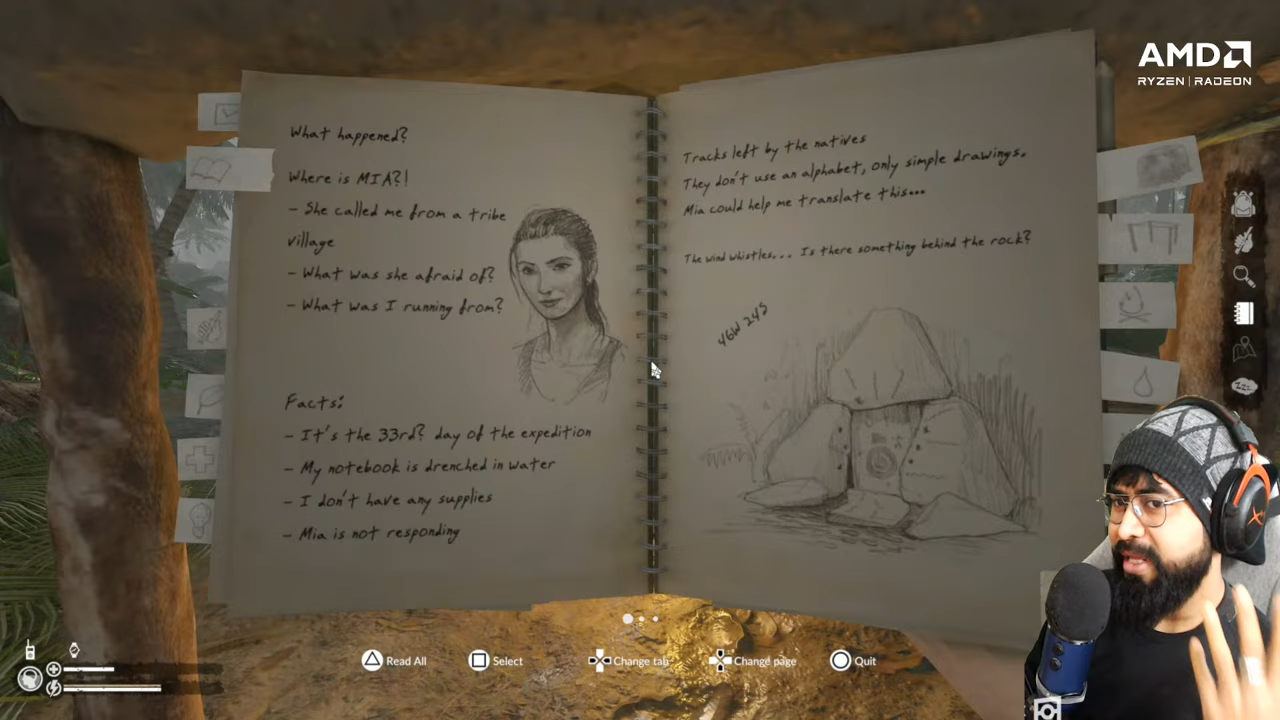 AMD
RYZEN | RADEON
What happened?
Where is MIA?!
- She called me from a tribe
village
- What was she afraid of?
- What was I running from?
Facts:
- It's the 33rd? day of the expedition
- My notebook is drenched in water
- I don't have any supplies
- Mia is not responding
Tracks left by the natives
They don't use an alphabet, only simple drawings.
Mia could help me translate this...
The wind whistles... Is there something behind the rock?
46W 24S
Read All
Select
Change tab
Change page
Quit